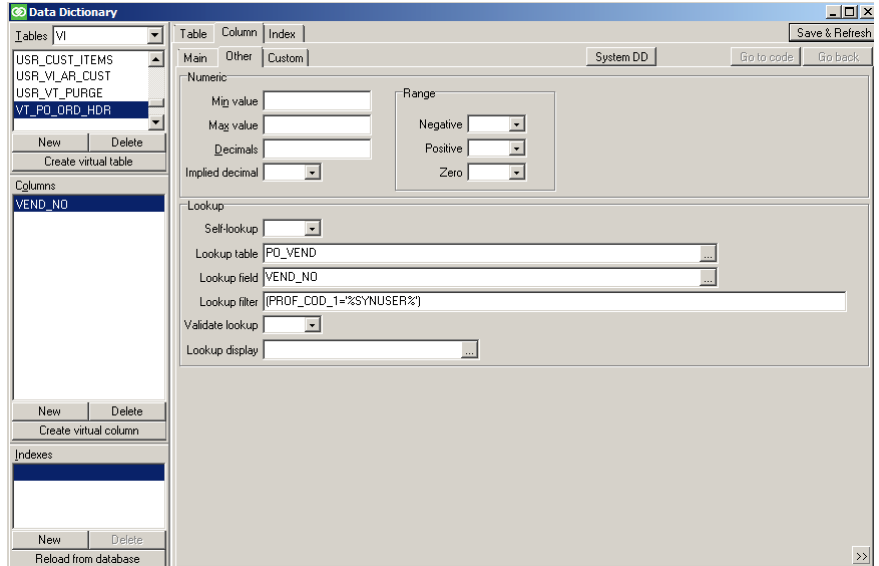 Data Dictionary
Tables VI
USR_CUST_ITEMS
USR_VI_AR_CUST
USR_VT_PURGE
VT_PO_ORD_HDR
New Delete
Create virtual table
Columns
VEND_NO
New Delete
Create virtual column
Indexes
New Delete
Reload from database
Table Column Index
Save & Refresh
Main Other Custom
System DD Go to code Go back
Numeric
Min value
Max value
Decimals
Implied decimal
Range
Negative
Positive
Zero
Lookup
Self-lookup
Lookup table PO_VEND ...
Lookup field VEND_NO ...
Lookup filter (PROF_COD_1='%SYNUSER%')
Validate lookup
Lookup display ...
>>